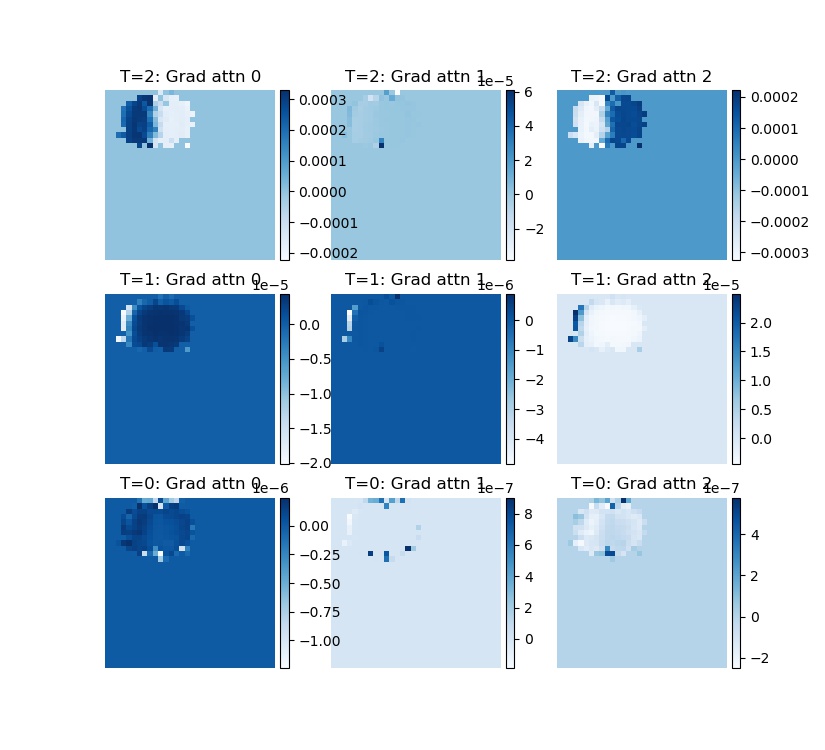 T=2: Grad attn 0
T=2: Grad attn 1
T=2: Grad attn 2
1e−5
0.0003
0.0002
0.0001
0.0000
−0.0001
−0.0002
6
4
2
0
−2
0.0002
0.0001
0.0000
−0.0001
−0.0002
−0.0003
T=1: Grad attn 0
T=1: Grad attn 1
T=1: Grad attn 2
1e−5
1e−6
1e−5
0.0
−0.5
−1.0
−1.5
−2.0
0
−1
−2
−3
−4
2.0
1.5
1.0
0.5
0.0
T=0: Grad attn 0
T=0: Grad attn 1
T=0: Grad attn 2
1e−6
1e−7
1e−7
0.00
−0.25
−0.50
−0.75
−1.00
8
6
4
2
0
4
2
0
−2